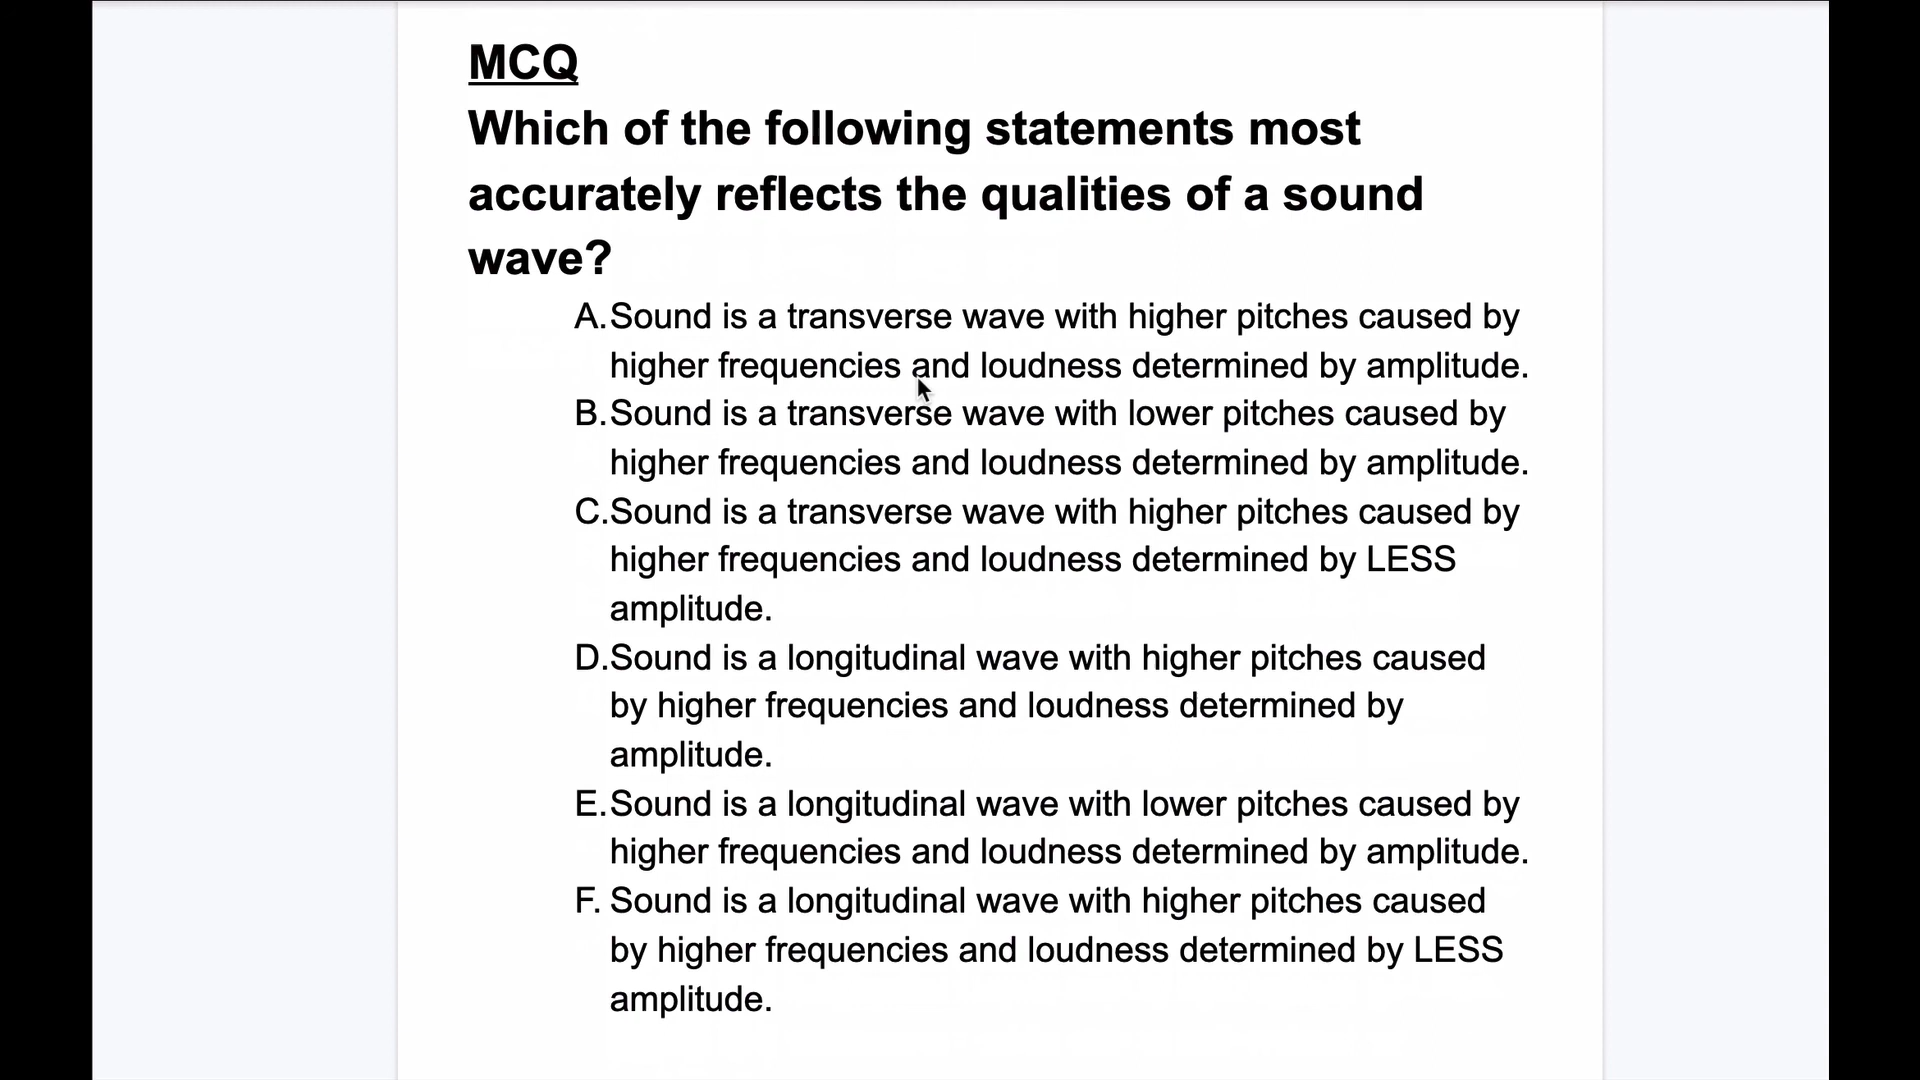 MCQ
Which of the following statements most
accurately reflects the qualities of a sound
wave?
A. Sound is a transverse wave with higher pitches caused by
higher frequencies and loudness determined by amplitude.
B. Sound is a transverse wave with lower pitches caused by
higher frequencies and loudness determined by amplitude.
C. Sound is a transverse wave with higher pitches caused by
higher frequencies and loudness determined by LESS
amplitude.
D. Sound is a longitudinal wave with higher pitches caused
by higher frequencies and loudness determined by
amplitude.
E. Sound is a longitudinal wave with lower pitches caused by
higher frequencies and loudness determined by amplitude.
F. Sound is a longitudinal wave with higher pitches caused
by higher frequencies and loudness determined by LESS
amplitude.